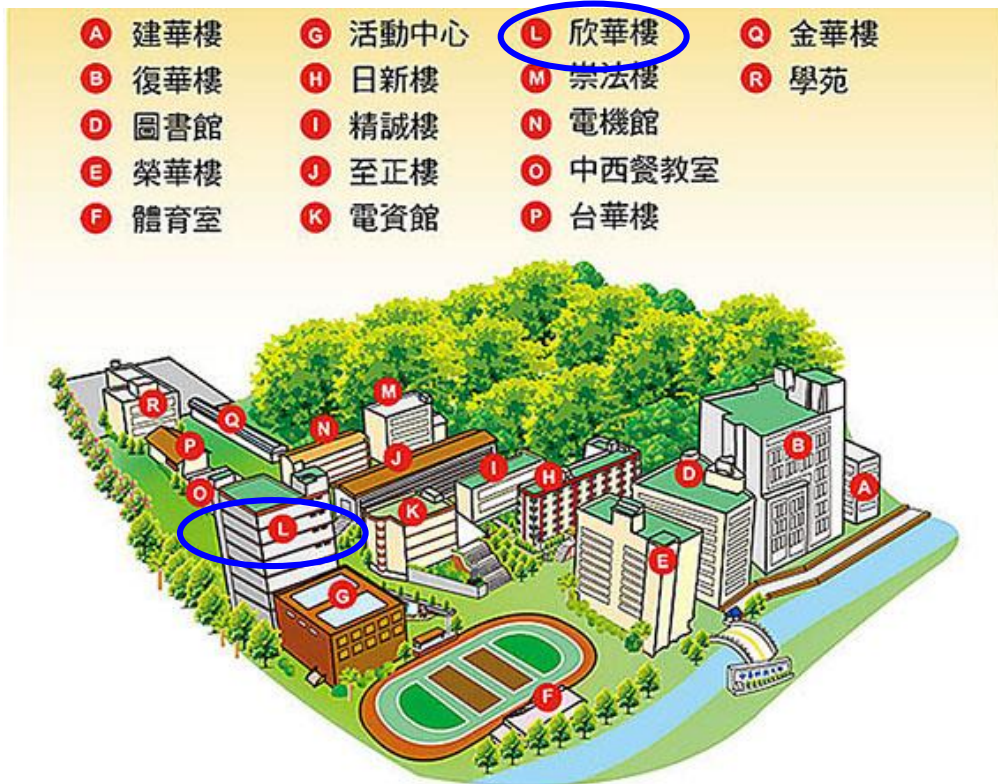 A 建華樓
B 復華樓
D 圖書館
E 榮華樓
F 體育室
G 活動中心
H 日新樓
I 精誠樓
J 至正樓
K 電資館
L 欣華樓
M 崇法樓
N 電機館
O 中西餐教室
P 台華樓
Q 金華樓
R 學苑
M
R
Q
N
B
P
J
I
H
D
A
O
K
L
E
G
F